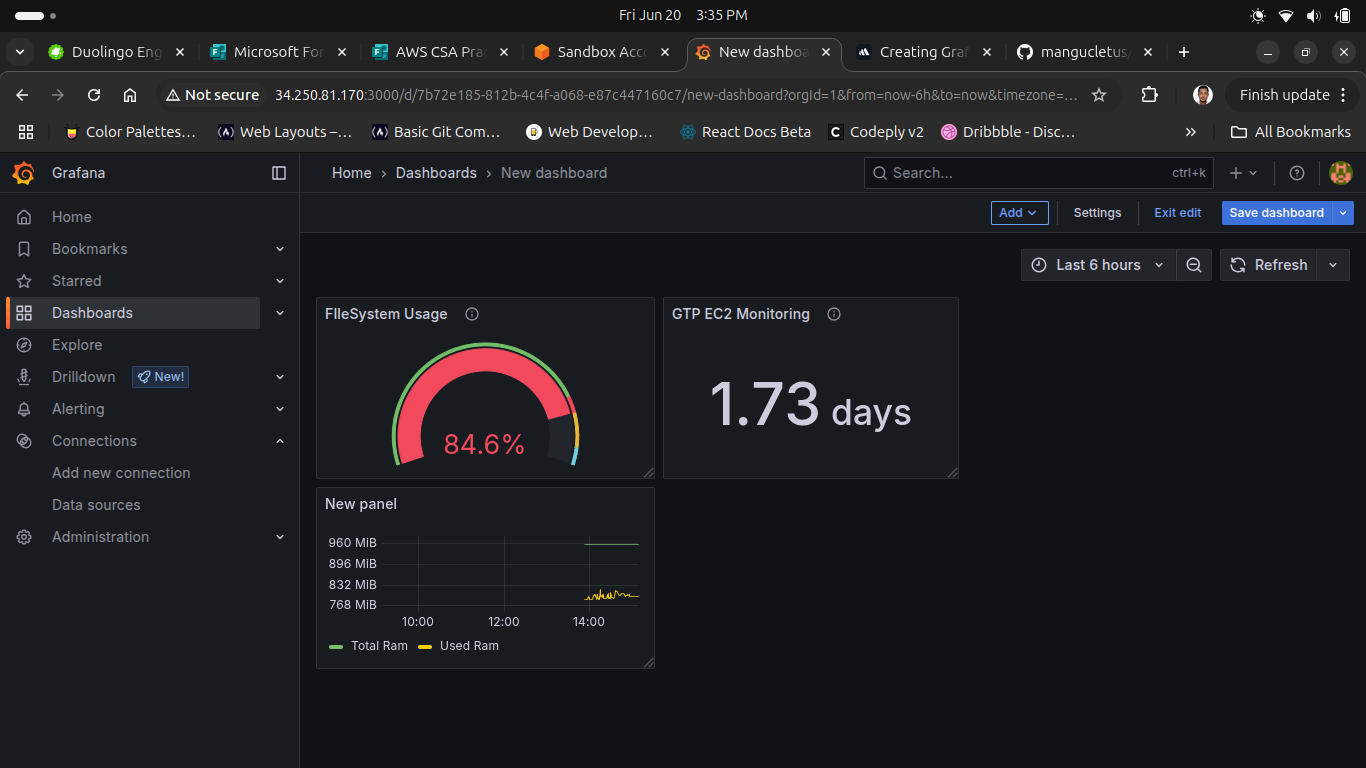 Fri Jun 20 3:35 PM
Duolingo Eng
Microsoft For
AWS CSA Prac
Sandbox Acco
New dashboa
Creating Graf
mangucletus/
Not secure 34.250.81.170:3000/d/7b72e185-812b-4c4f-a068-e87c447160c7/new-dashboard?orgId=1&from=now-6h&to=now&timezone=...
Finish update
Color Palettes...
Web Layouts –...
Basic Git Com...
Web Develop...
React Docs Beta
Codeply v2
Dribbble - Disc...
All Bookmarks
Grafana
Home › Dashboards › New dashboard
Search... ctrl+k
Add
Settings
Exit edit
Save dashboard
Home
Bookmarks
Starred
Dashboards
Explore
Drilldown New!
Alerting
Connections
Add new connection
Data sources
Administration
Last 6 hours
Refresh
FIleSystem Usage
84.6%
GTP EC2 Monitoring
1.73 days
New panel
960 MiB
896 MiB
832 MiB
768 MiB
10:00 12:00 14:00
Total Ram Used Ram